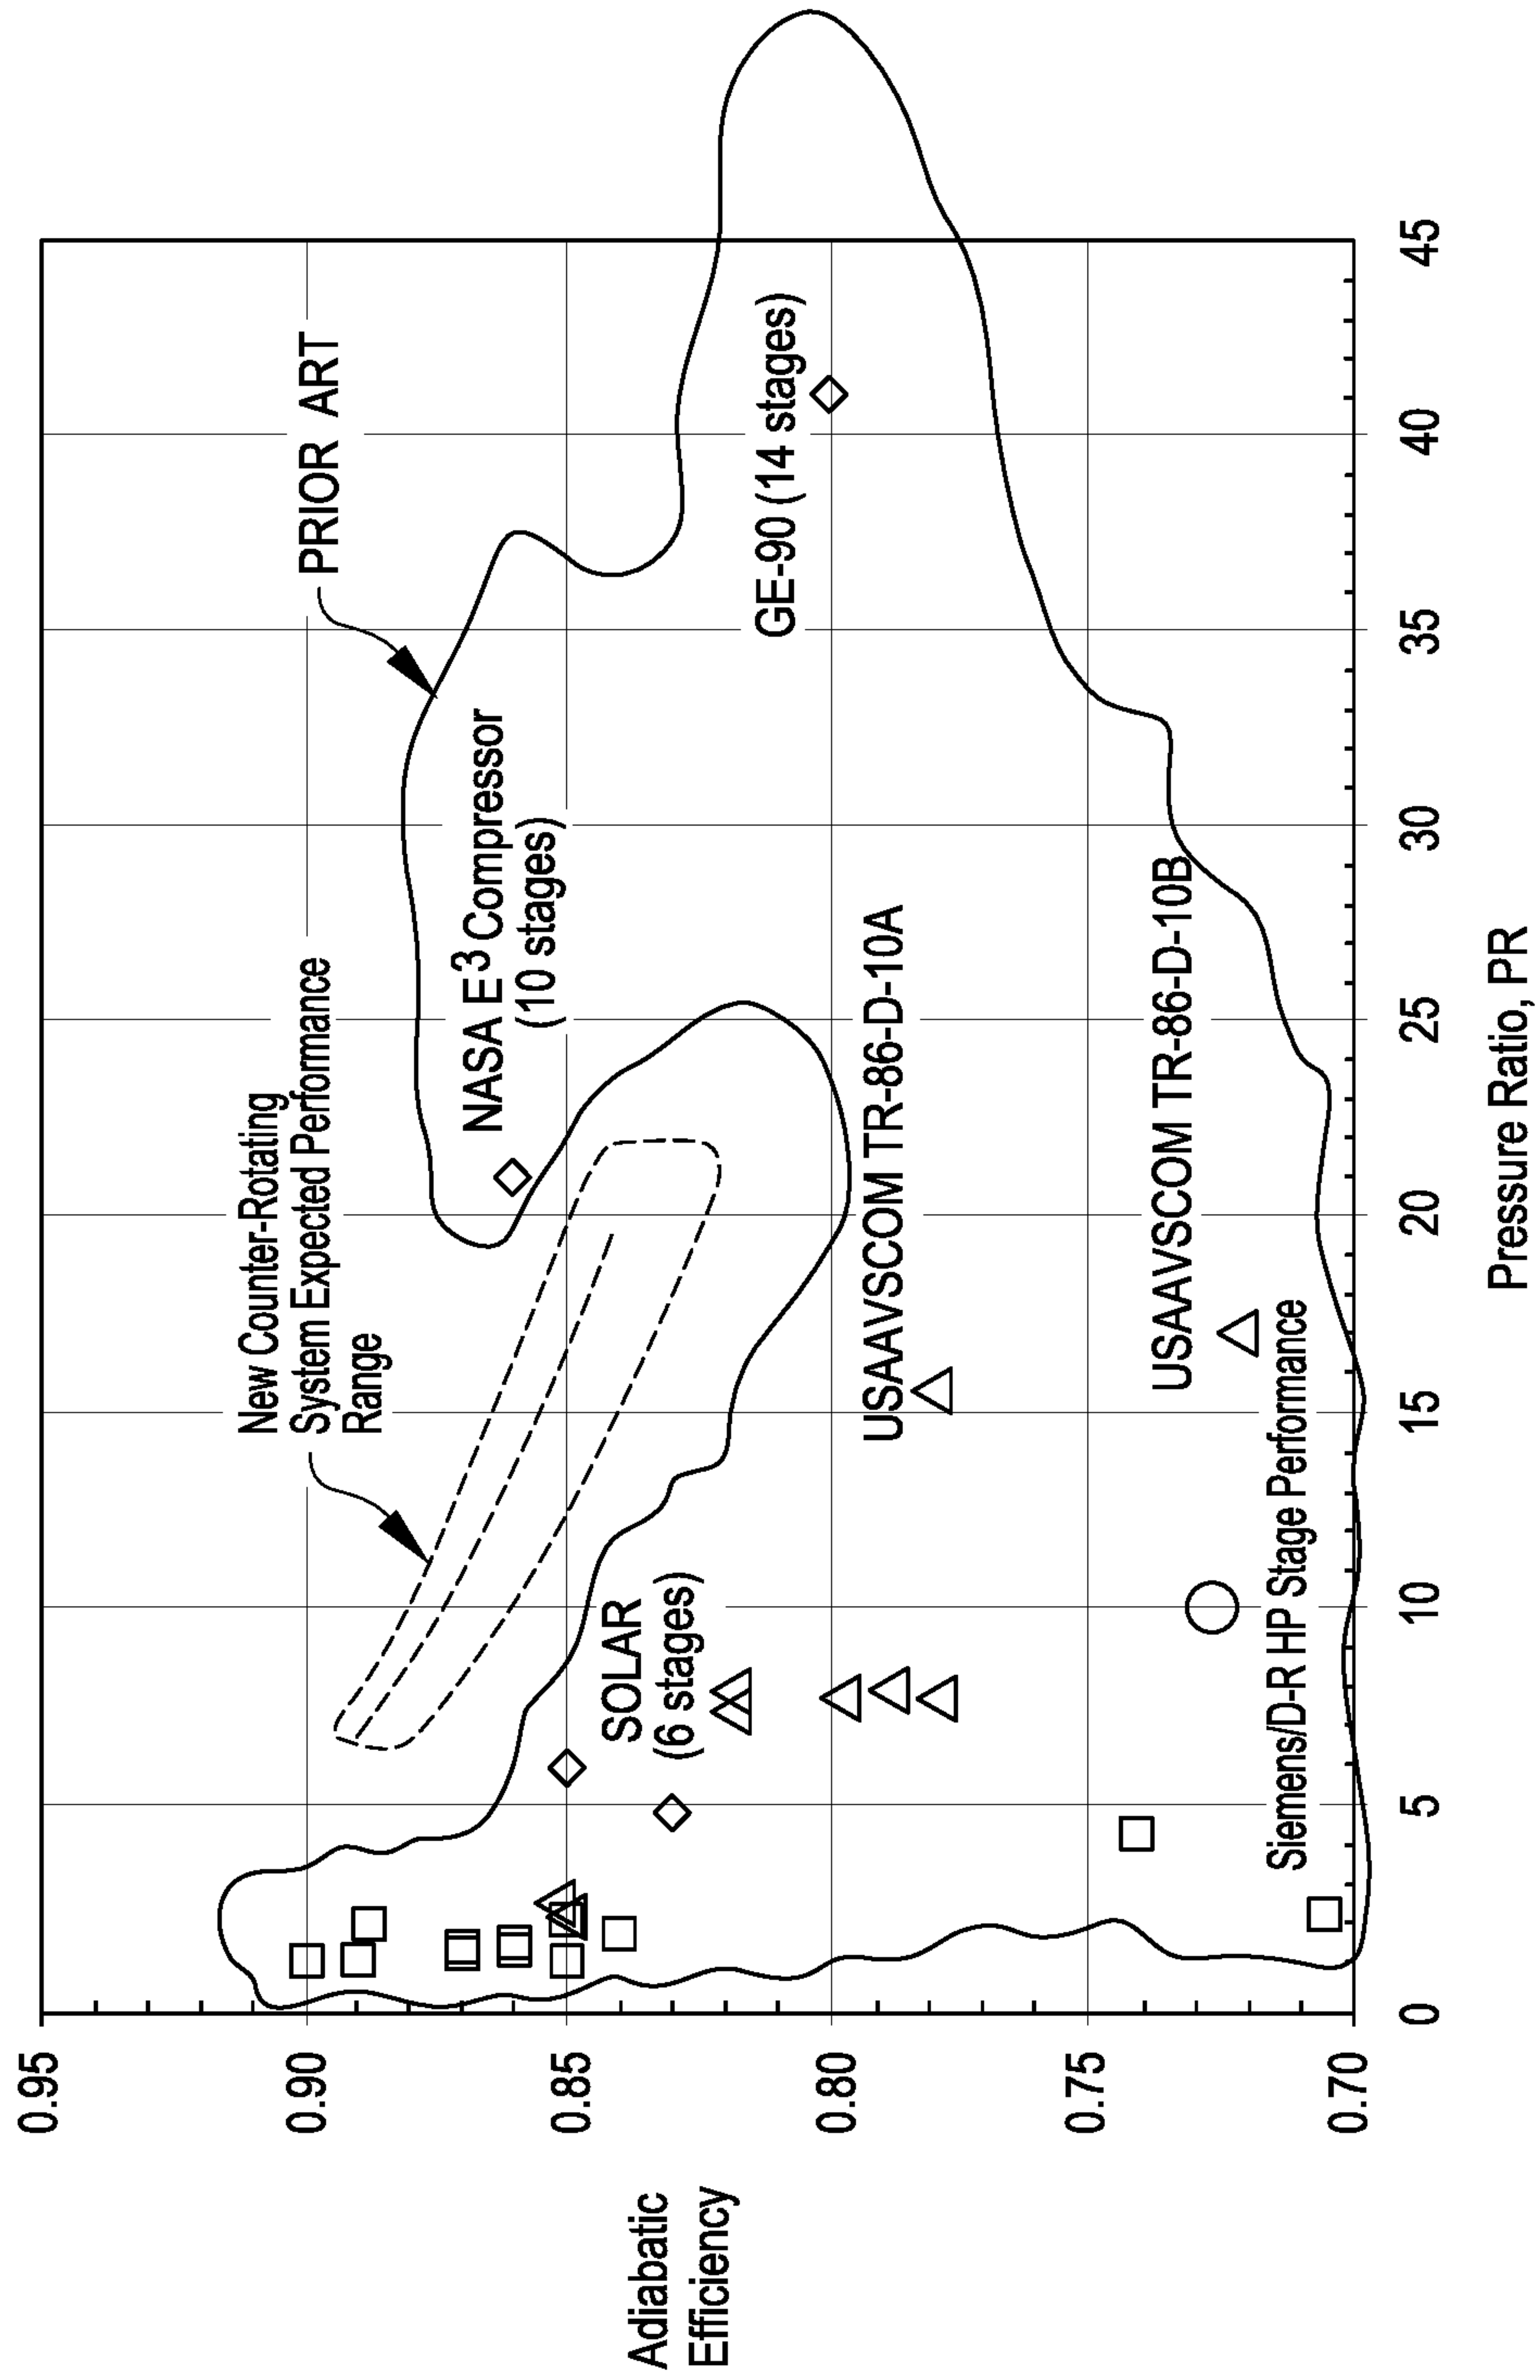 0.95
0.90
0.85
0.80
0.75
0.70
Adiabatic
Efficiency
New Counter-Rotating
System Expected Performance
Range
PRIOR ART
NASA E3 Compressor
(10 stages)
GE-90 (14 stages)
SOLAR
(6 stages)
USAAVSCOM TR-86-D-10A
USAAVSCOM TR-86-D-10B
Siemens/D-R HP Stage Performance
0
5
10
15
20
25
30
35
40
45
Pressure Ratio, PR